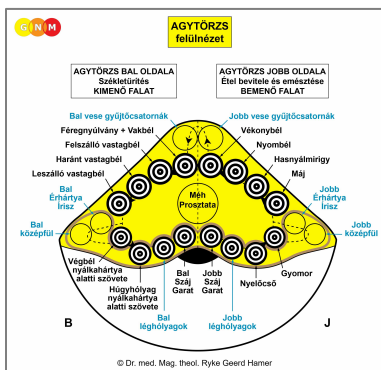 GNM
AGYTÖRZS
felülnézet
AGYTÖRZS BAL OLDALA
Székletürítés
KIMENŐ FALAT
AGYTÖRZS JOBB OLDALA
Étel bevitele és emésztése
BEMENŐ FALAT
Bal vese gyűjtőcsatornák
Jobb vese gyűjtőcsatornák
Féregnyúlvány + Vakbél
Vékonybél
Felszálló vastagbél
Nyombél
Haránt vastagbél
Hasnyálmirigy
Leszálló vastagbél
Máj
Bal
Érhártya
Írisz
Méh
Prosztata
Jobb
Érhártya
Írisz
Bal
középfül
Jobb
középfül
Végbél
nyálkahártya
alatti szövete
Húgyhólyag
nyálkahártya
alatti szövete
Bal
Száj
Garat
Jobb
Száj
Garat
Nyelőcső
Gyomor
Bal
léghólyagok
Jobb
léghólyagok
B
J
© Dr. med. Mag. theol. Ryke Geerd Hamer